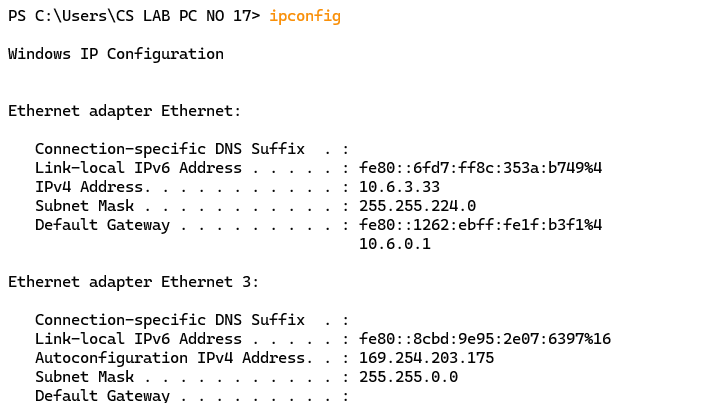 PS C:\Users\CS LAB PC NO 17> ipconfig
Windows IP Configuration
Ethernet adapter Ethernet:
Connection-specific DNS Suffix  . :
Link-local IPv6 Address . . . . . : fe80::6fd7:ff8c:353a:b749%4
IPv4 Address. . . . . . . . . . . : 10.6.3.33
Subnet Mask . . . . . . . . . . . : 255.255.224.0
Default Gateway . . . . . . . . . : fe80::1262:ebff:fe1f:b3f1%4
10.6.0.1
Ethernet adapter Ethernet 3:
Connection-specific DNS Suffix  . :
Link-local IPv6 Address . . . . . : fe80::8cbd:9e95:2e07:6397%16
Autoconfiguration IPv4 Address. . : 169.254.203.175
Subnet Mask . . . . . . . . . . . : 255.255.0.0
Default Gateway . . . . . . . . . :